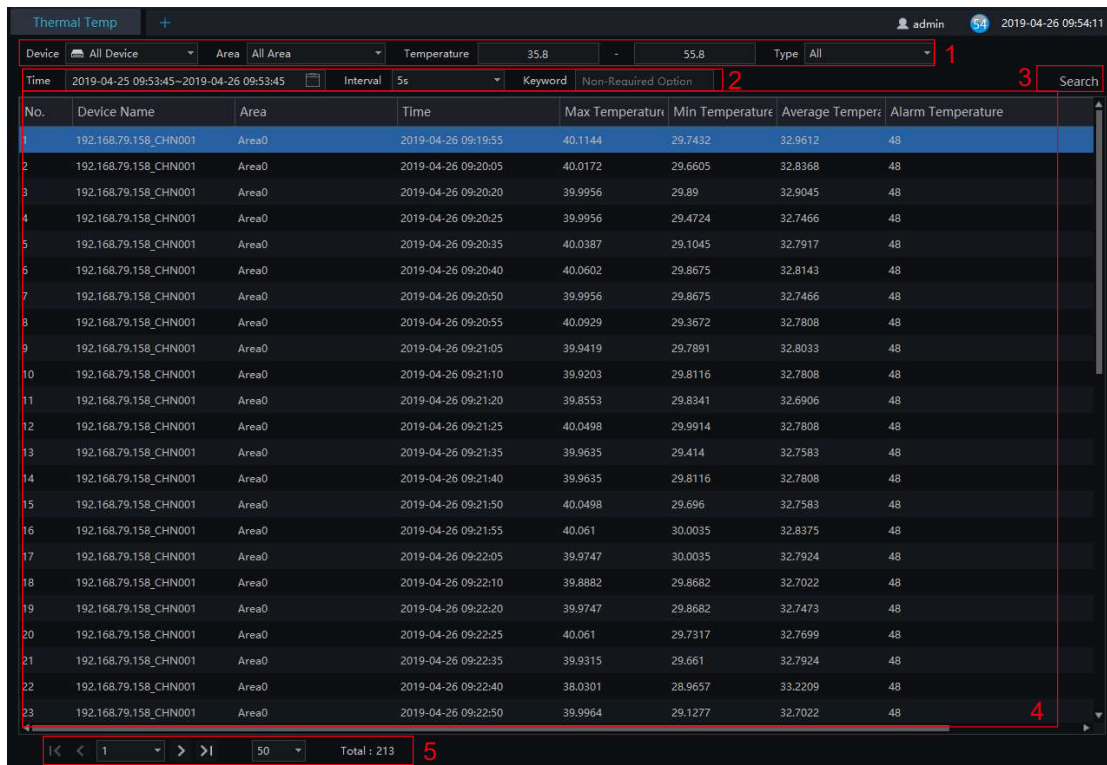 Thermal Temp + admin 54 2019-04-26 09:54:11
Device All Device Area All Area Temperature 35.8 - 55.8 Type All 1
Time 2019-04-25 09:53:45~2019-04-26 09:53:45 Interval 5s Keyword Non-Required Option 2 3 Search
No. Device Name Area Time Max Temperature Min Temperature Average Tempera Alarm Temperature
1 192.168.79.158_CHN001 Area0 2019-04-26 09:19:55 40.1144 29.7432 32.9612 48
2 192.168.79.158_CHN001 Area0 2019-04-26 09:20:05 40.0172 29.6605 32.8368 48
3 192.168.79.158_CHN001 Area0 2019-04-26 09:20:20 39.9956 29.89 32.9045 48
4 192.168.79.158_CHN001 Area0 2019-04-26 09:20:25 39.9956 29.4724 32.7466 48
5 192.168.79.158_CHN001 Area0 2019-04-26 09:20:35 40.0387 29.1045 32.7917 48
6 192.168.79.158_CHN001 Area0 2019-04-26 09:20:40 40.0602 29.8675 32.8143 48
7 192.168.79.158_CHN001 Area0 2019-04-26 09:20:50 39.9956 29.8675 32.7466 48
8 192.168.79.158_CHN001 Area0 2019-04-26 09:20:55 40.0929 29.3672 32.7808 48
9 192.168.79.158_CHN001 Area0 2019-04-26 09:21:05 39.9419 29.7891 32.8033 48
10 192.168.79.158_CHN001 Area0 2019-04-26 09:21:10 39.9203 29.8116 32.7808 48
11 192.168.79.158_CHN001 Area0 2019-04-26 09:21:20 39.8553 29.8341 32.6906 48
12 192.168.79.158_CHN001 Area0 2019-04-26 09:21:25 40.0498 29.9914 32.7808 48
13 192.168.79.158_CHN001 Area0 2019-04-26 09:21:35 39.9635 29.414 32.7583 48
14 192.168.79.158_CHN001 Area0 2019-04-26 09:21:40 39.9635 29.8116 32.7808 48
15 192.168.79.158_CHN001 Area0 2019-04-26 09:21:50 40.0498 29.696 32.7583 48
16 192.168.79.158_CHN001 Area0 2019-04-26 09:21:55 40.061 30.0035 32.8375 48
17 192.168.79.158_CHN001 Area0 2019-04-26 09:22:05 39.9747 30.0035 32.7924 48
18 192.168.79.158_CHN001 Area0 2019-04-26 09:22:10 39.8882 29.8682 32.7022 48
19 192.168.79.158_CHN001 Area0 2019-04-26 09:22:20 39.9747 29.8682 32.7473 48
20 192.168.79.158_CHN001 Area0 2019-04-26 09:22:25 40.061 29.7317 32.7699 48
21 192.168.79.158_CHN001 Area0 2019-04-26 09:22:35 39.9315 29.661 32.7924 48
22 192.168.79.158_CHN001 Area0 2019-04-26 09:22:40 38.0301 28.9657 33.2209 48
23 192.168.79.158_CHN001 Area0 2019-04-26 09:22:50 39.9964 29.1277 32.7022 48 4
1 50 Total : 213 5